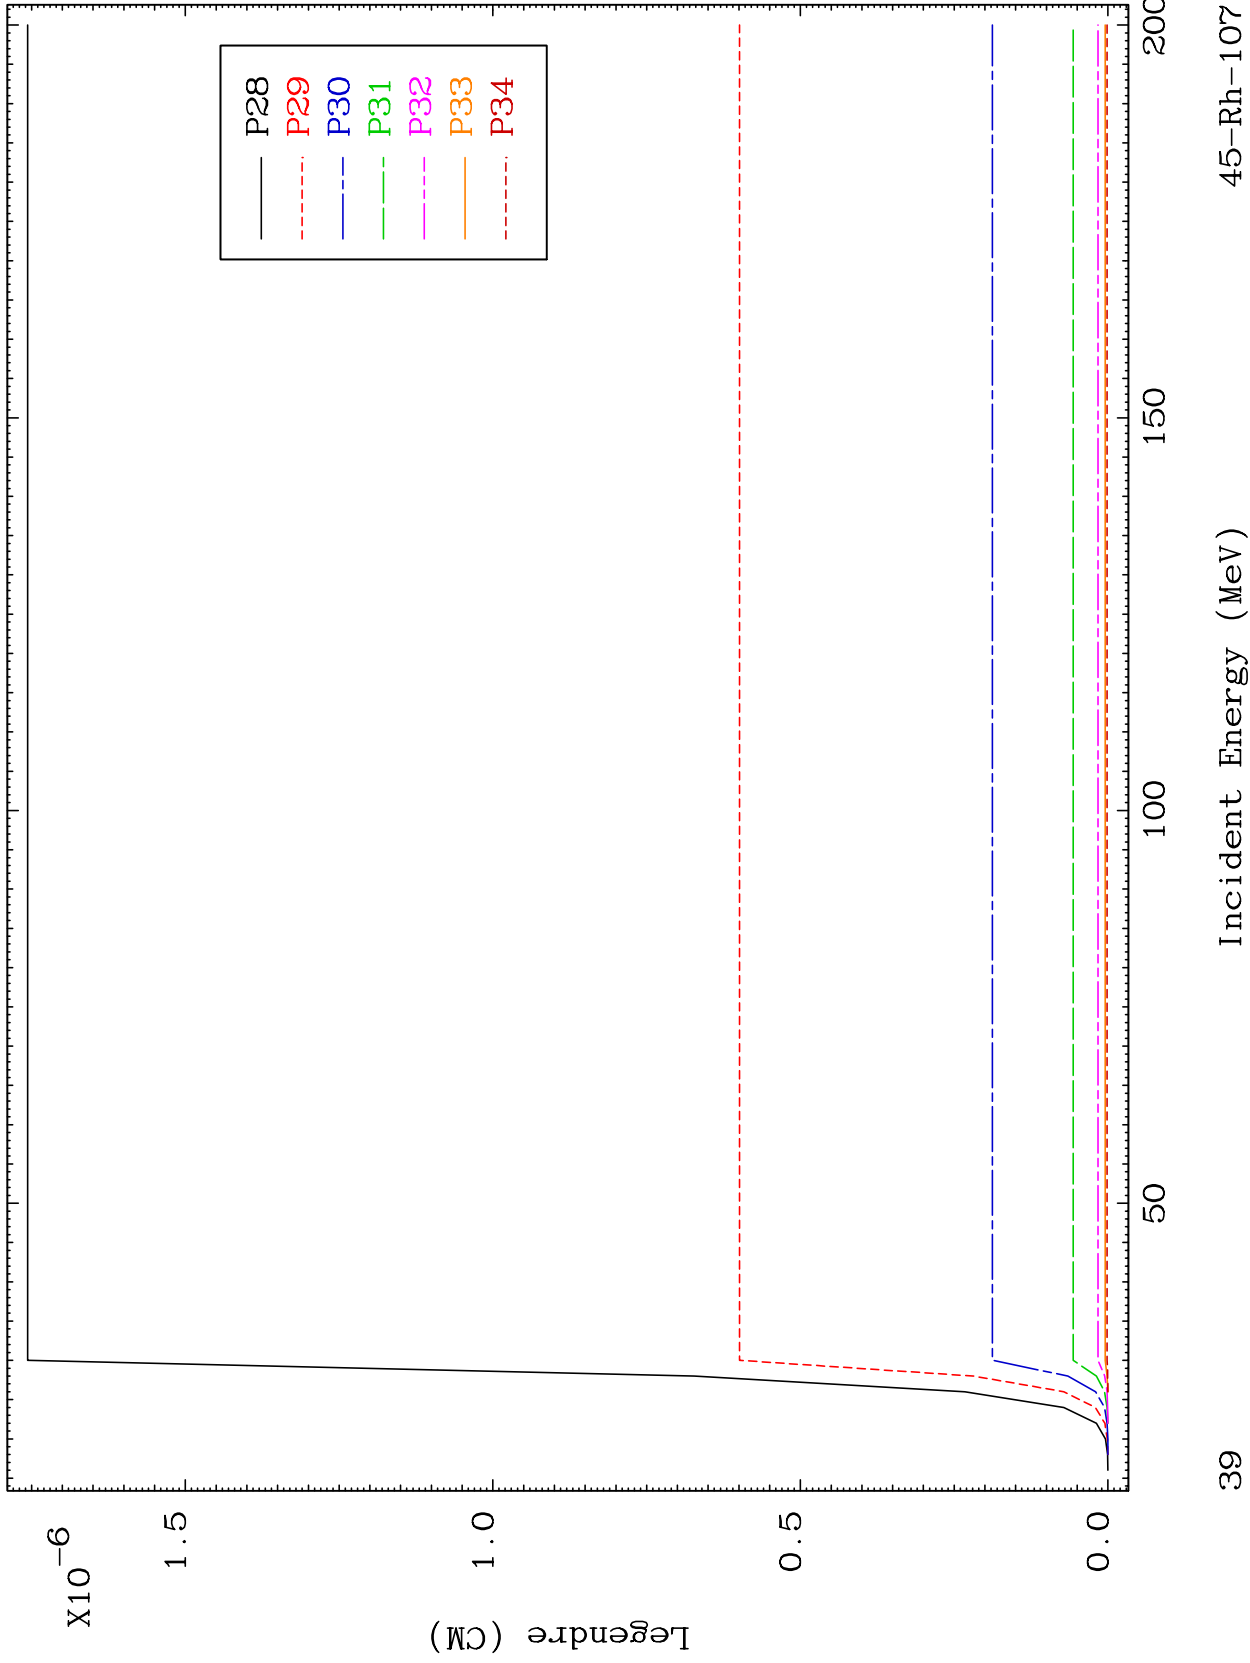 X10-6
1.5
1.0
0.5
0.0
Legendre (CM)
P28
P29
P30
P31
P32
P33
P34
50
100
150
200
Incident Energy (MeV)
39
45-Rh-107